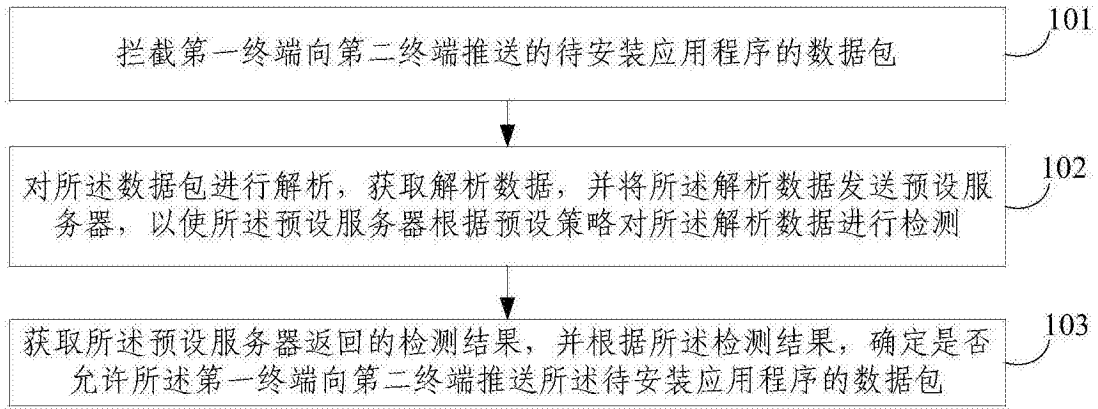 拦截第一终端向第二终端推送的待安装应用程序的数据包
101
对所述数据包进行解析，获取解析数据，并将所述解析数据发送预设服
务器，以使所述预设服务器根据预设策略对所述解析数据进行检测
102
获取所述预设服务器返回的检测结果，并根据所述检测结果，确定是否
允许所述第一终端向第二终端推送所述待安装应用程序的数据包
103